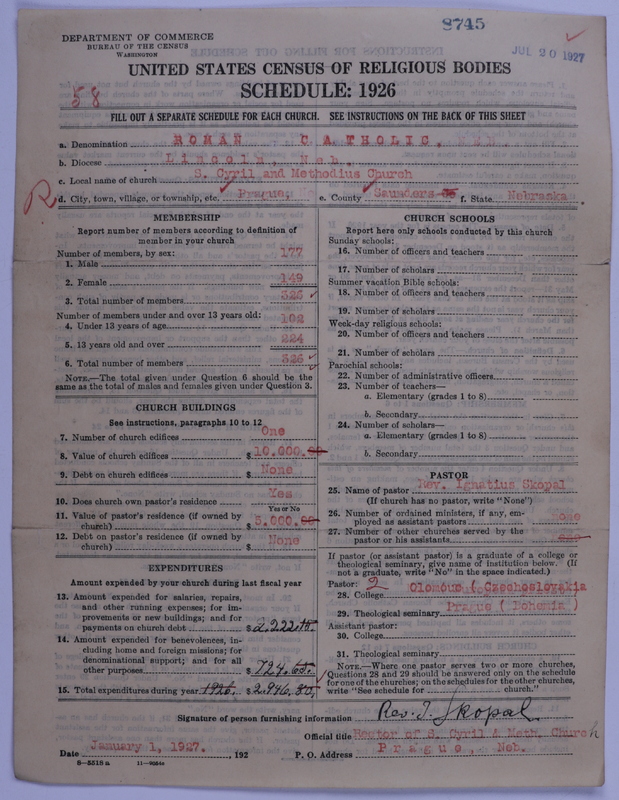 8745
JUL 20 1927
DEPARTMENT OF COMMERCE
BUREAU OF THE CENSUS
WASHINGTON
UNITED STATES CENSUS OF RELIGIOUS BODIES
SCHEDULE: 1926
58
FILL OUT A SEPARATE SCHEDULE FOR EACH CHURCH. SEE INSTRUCTIONS ON THE BACK OF THIS SHEET
a. Denomination ROMAN CATHOLIC,
b. Diocese Lincoln, Neb.
c. Local name of church S. Cyril and Methodius Church
R
d. City, town, village, or township, etc. Prague, e. County Saunders f. State Nebraska
MEMBERSHIP
Report number of members according to definition of member in your church
Number of members, by sex:
1. Male 177
2. Female 149
3. Total number of members 326
Number of members under and over 13 years old:
4. Under 13 years of age 102
5. 13 years old and over 224
6. Total number of members 326
NOTE.—The total given under Question 6 should be the same as the total of males and females given under Question 3.
CHURCH BUILDINGS
See instructions, paragraphs 10 to 12
7. Number of church edifices One
8. Value of church edifices $10.000.00
9. Debt on church edifices $ None
10. Does church own pastor's residence Yes
Yes or No
11. Value of pastor's residence (if owned by church) $ 5.000.00
12. Debt on pastor's residence (if owned by church) $ None
EXPENDITURES
Amount expended by your church during last fiscal year
13. Amount expended for salaries, repairs, and other running expenses; for improvements or new buildings; and for payments on church debt $2.222.15.
14. Amount expended for benevolences, including home and foreign missions; for denominational support; and for all other purposes $724.65.
15. Total expenditures during year 1926. $2.946.80.
CHURCH SCHOOLS
Report here only schools conducted by this church
Sunday schools:
16. Number of officers and teachers
17. Number of scholars
Summer vacation Bible schools:
18. Number of officers and teachers
19. Number of scholars
Week-day religious schools:
20. Number of officers and teachers
21. Number of scholars
Parochial schools:
22. Number of administrative officers
23. Number of teachers—
a. Elementary (grades 1 to 8)
b. Secondary
24. Number of scholars—
a. Elementary (grades 1 to 8)
b. Secondary
PASTOR
25. Name of pastor Rev. Ignatius Skopal
(If church has no pastor, write "None")
26. Number of ordained ministers, if any, employed as assistant pastors None
27. Number of other churches served by the pastor or his assistants
If pastor (or assistant pastor) is a graduate of a college or theological seminary, give name of institution below. (If not a graduate, write "No" in the space indicated.)
Pastor: 2
28. College Olomouc ( Czechoslovakia
29. Theological seminary Prague ( Bohemia )
Assistant pastor:
30. College
31. Theological seminary
NOTE.—Where one pastor serves two or more churches, Questions 28 and 29 should be answered only on the schedule for one of the churches; on the schedules for the other churches, write "See schedule for church."
Signature of person furnishing information Rev. I. Skopal.
Official title Rector of S. Cyril & Meth. Church
Date January 1, 1927. , 192
P. O. Address Prague, Neb.
8—5518 a